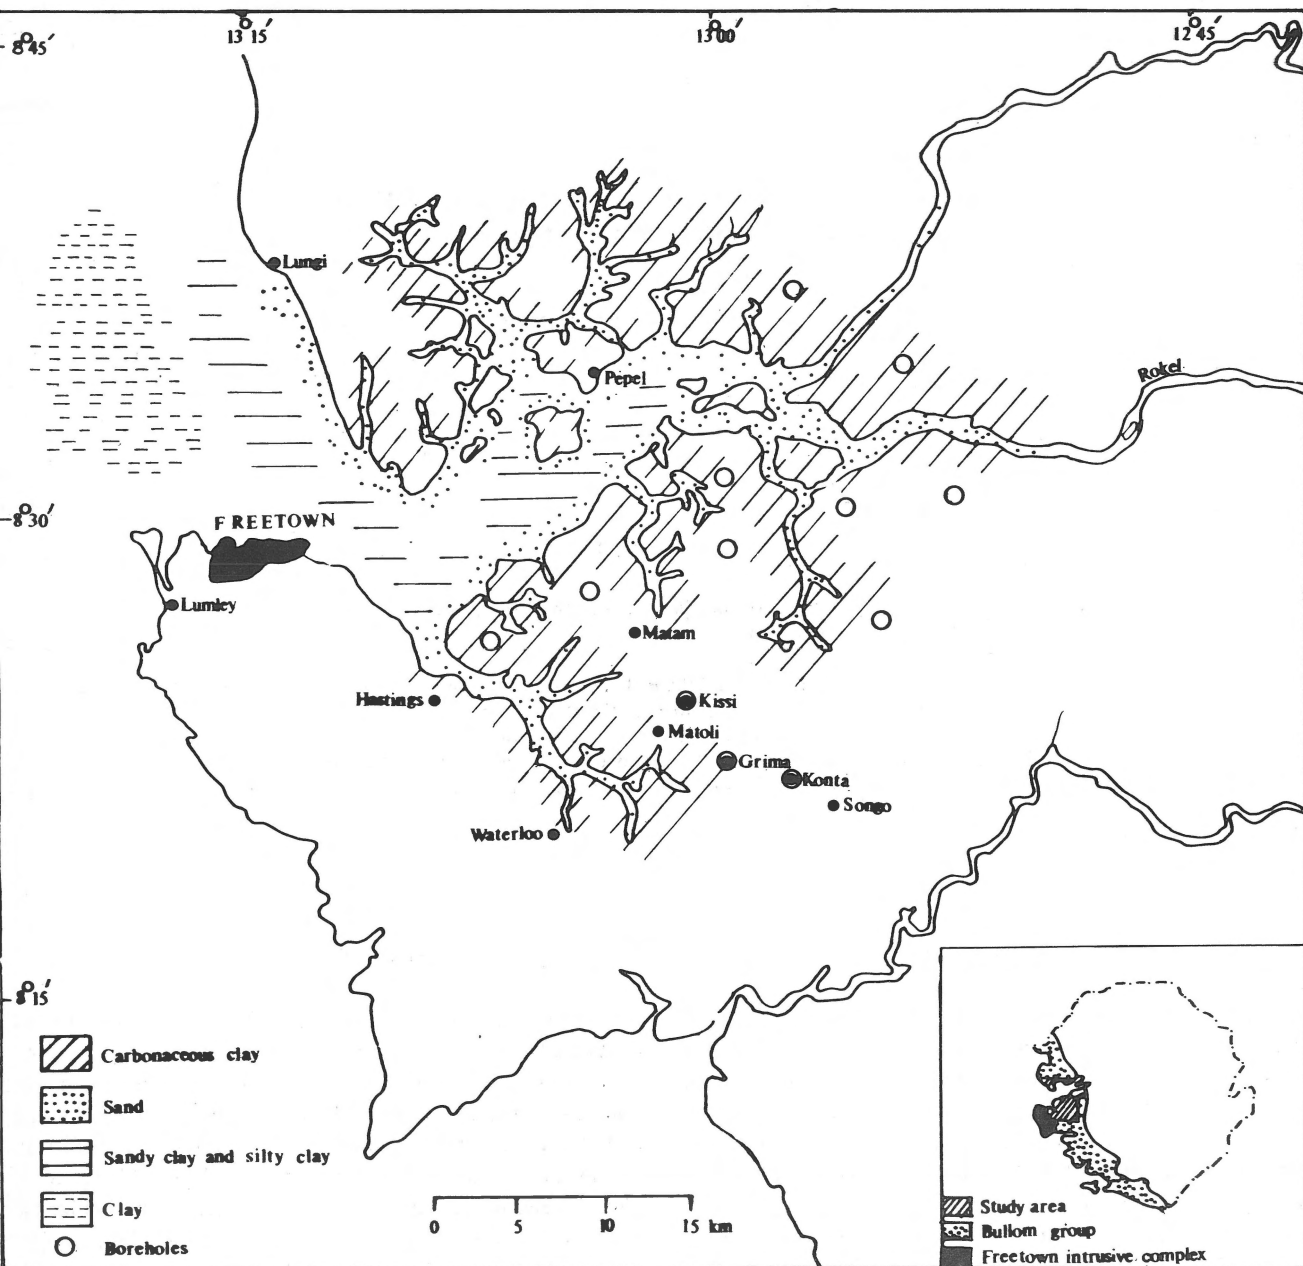 13°15′
13°00′
12°45′
8°45′
Lungi
Pepel
Rokel
8°30′
FREETOWN
Lumley
Matam
Hastings
Kissi
Matoli
Grima
Konta
Songo
Waterloo
8°15′
Carbonaceous clay
Sand
Sandy clay and silty clay
Clay
Boreholes
0 5 10 15 km
Study area
Bullom group
Freetown intrusive complex